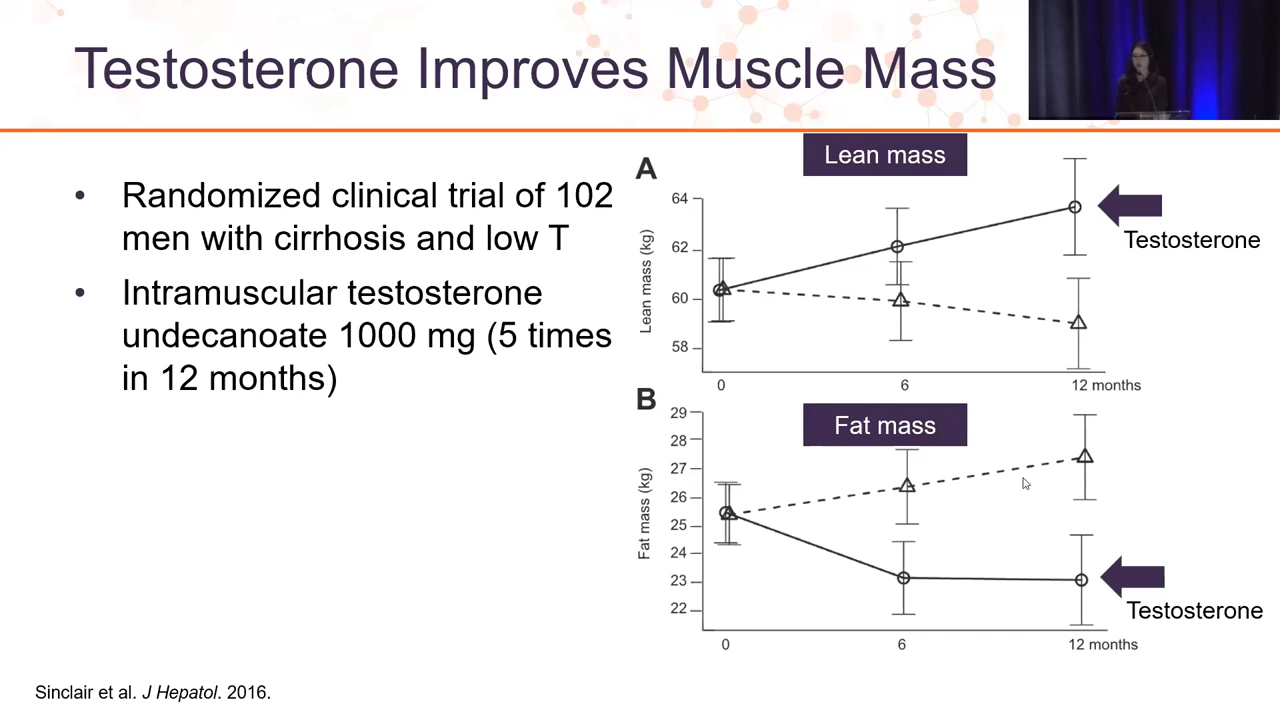 Testosterone Improves Muscle Mass
• Randomized clinical trial of 102
men with cirrhosis and low T
• Intramuscular testosterone
undecanoate 1000 mg (5 times
in 12 months)
A
Lean mass
Lean mass (kg)
64
62
60
58
0 6 12 months
Testosterone
B
Fat mass
Fat mass (kg)
29
28
27
26
25
24
23
22
0 6 12 months
Testosterone
Sinclair et al. J Hepatol. 2016.